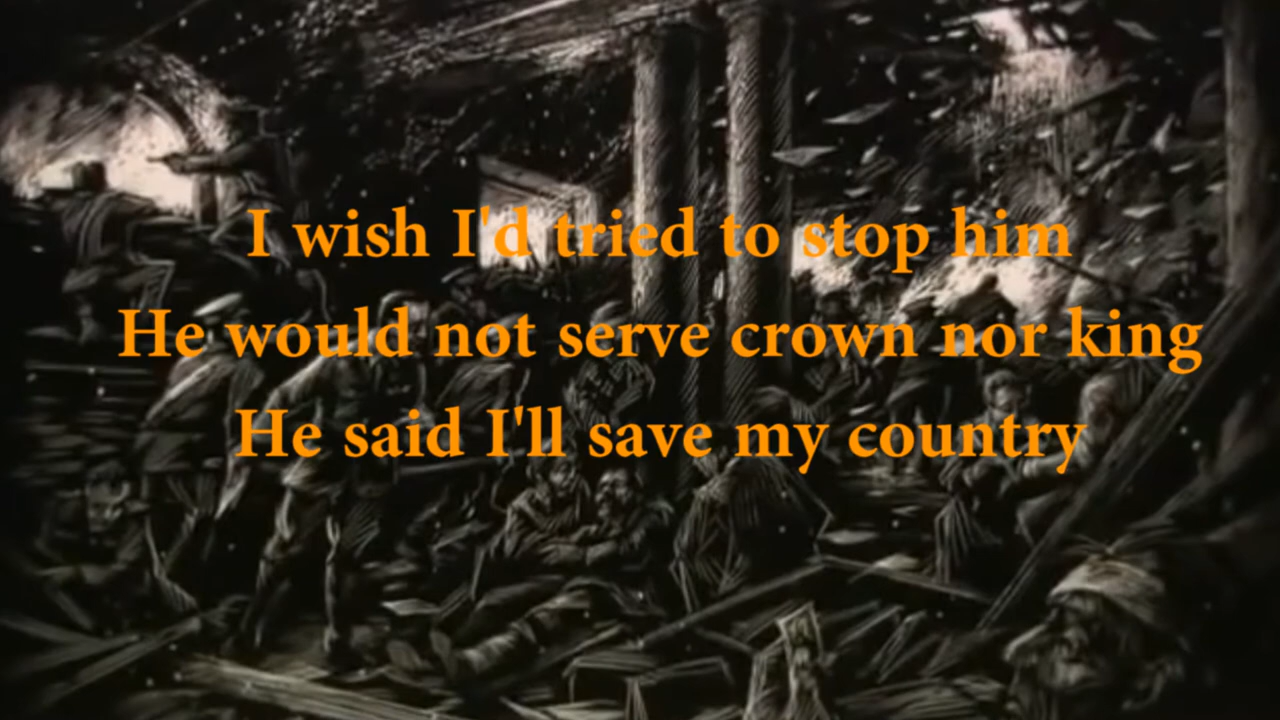 I wish I'd tried to stop him
He would not serve crown nor king
He said I'll save my country